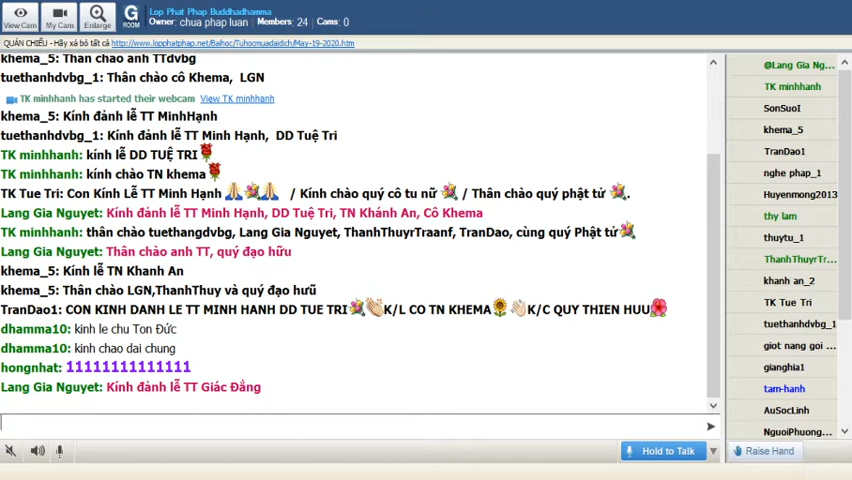 View Cam
My Cam
Enlarge
G
ROOM
Lop Phat Phap Buddhadhamma
Owner: chua phap luan / Members: 24 / Cams: 0
QUÁN CHIẾU - Hãy xả bỏ tất cả http://www.lopphatphap.net/Baihoc/Tuhocmuadaidich/May-19-2020.htm
khema_5: Thân chào anh TTdvbg
tuethanhdvbg_1: Thân chào cô Khema, LGN
TK minhhanh has started their webcam View TK minhhanh
khema_5: Kính đảnh lễ TT MinhHạnh
tuethanhdvbg_1: Kính đảnh lễ TT Minh Hạnh, DD Tuệ Tri
TK minhhanh: kính lễ DD TUỆ TRI
TK minhhanh: kính chào TN khema
TK Tue Tri: Con Kính Lễ TT Minh Hạnh / Kính chào quý cô tu nữ / Thân chào quý phật tử .
Lang Gia Nguyet: Kính đảnh lễ TT Minh Hạnh, DD Tuệ Tri, TN Khánh An, Cô Khema
TK minhhanh: thân chào tuethangdvbg, Lang Gia Nguyet, ThanhThuyrTraanf, TranDao, cùng quý Phật tử
Lang Gia Nguyet: Thân chào anh TT, quý đạo hữu
khema_5: Kính lễ TN Khanh An
khema_5: Thân chào LGN,ThanhThuy và quý đạo hưũ
TranDao1: CON KINH DANH LE TT MINH HANH DD TUE TRI K/L CO TN KHEMA K/C QUY THIEN HUU
dhamma10: kinh le chu Ton Đức
dhamma10: kinh chao dai chung
hongnhat: 11111111111111
Lang Gia Nguyet: Kính đảnh lễ TT Giác Đẳng
Hold to Talk
@Lang Gia Ng...
TK minhhanh
SonSuoI
khema_5
TranDao1
nghe phap_1
Huyenmong2013
thy lam
thuytu_1
ThanhThuyrTr...
khanh an_2
TK Tue Tri
tuethanhdvbg_1
giot nang goi ...
gianghia1
tam-hanh
AuSocLinh
NguoiPhuong...
Raise Hand